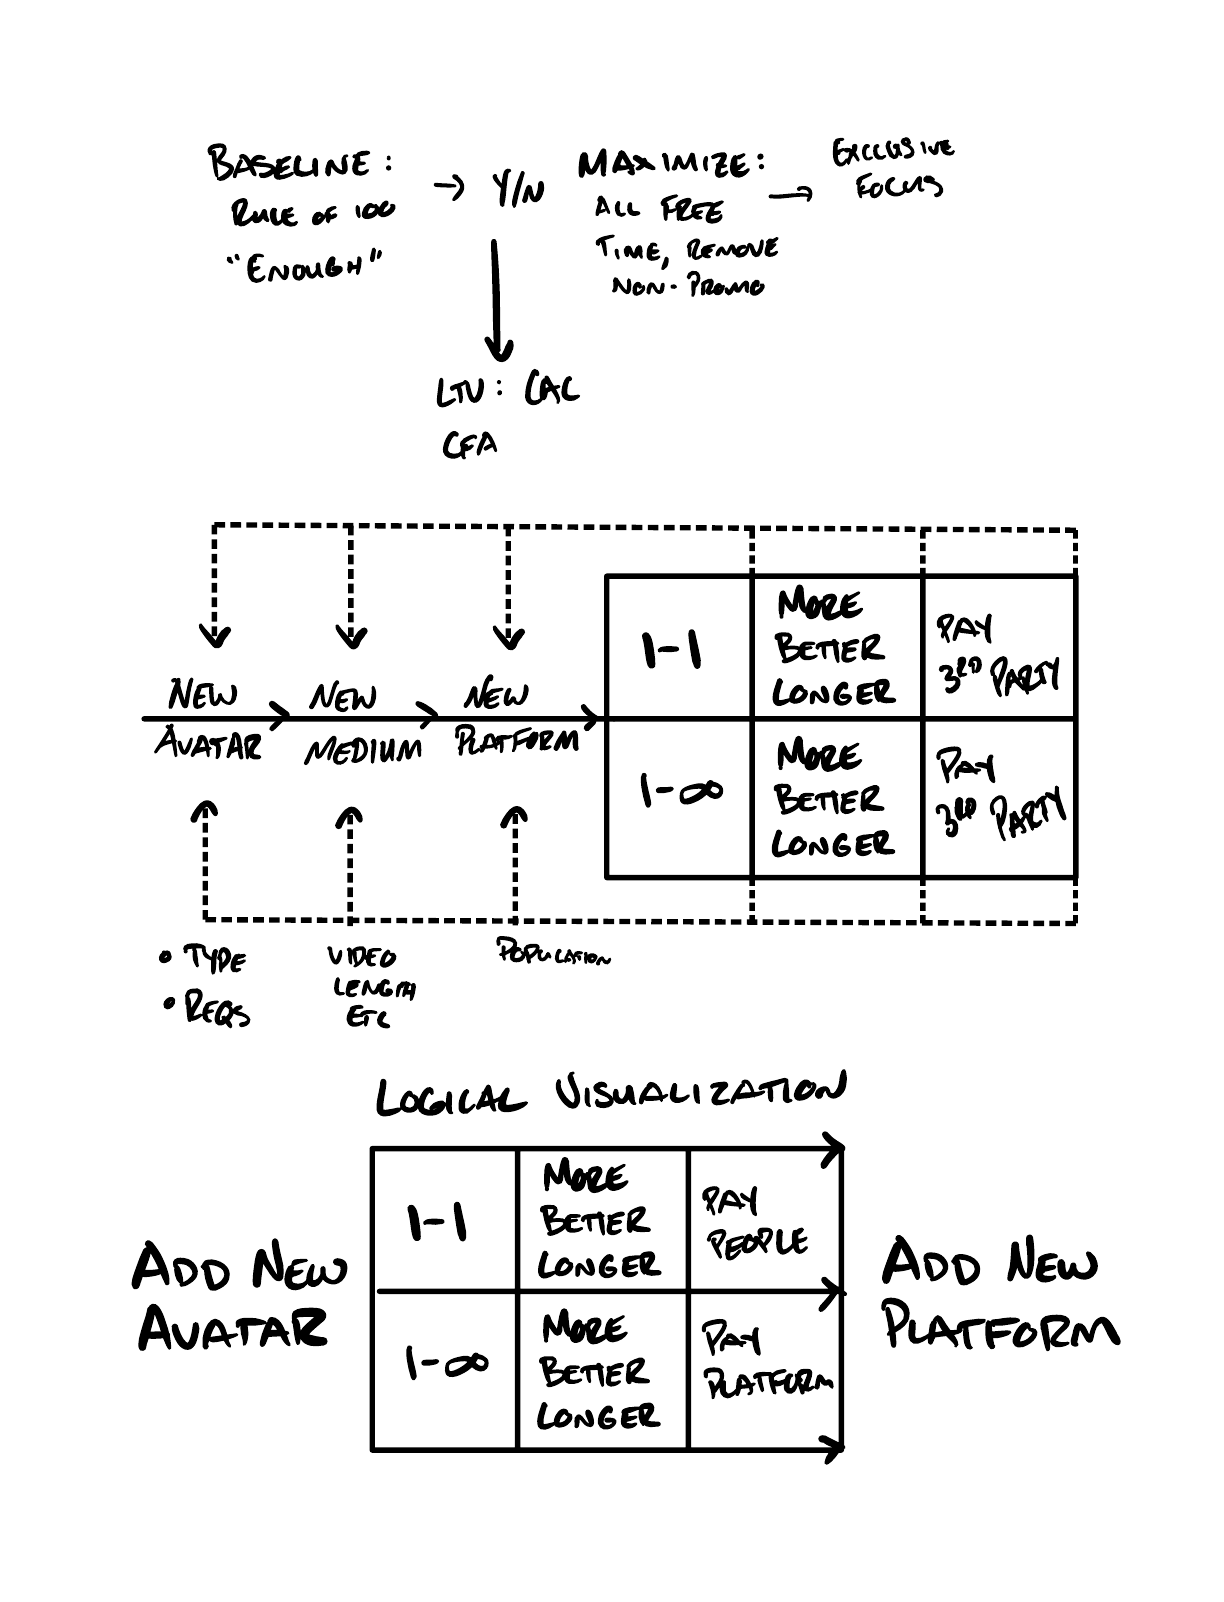 BASELINE:
RULE OF 100
"ENOUGH"
→ Y/N
MAXIMIZE:
ALL FREE
TIME, REMOVE
NON-PROMO
→ EXCLUSIVE
FOCUS
LTV: CAC
CFA
NEW
AVATAR
NEW
MEDIUM
NEW
PLATFORM
1-1
MORE
BETTER
LONGER
PAY
3RD PARTY
1-∞
MORE
BETTER
LONGER
PAY
3RD PARTY
• TYPE
• REQS
VIDEO
LENGTH
ETC
POPULATION
LOGICAL VISUALIZATION
ADD NEW
AVATAR
1-1
MORE
BETTER
LONGER
PAY
PEOPLE
1-∞
MORE
BETTER
LONGER
PAY
PLATFORM
ADD NEW
PLATFORM